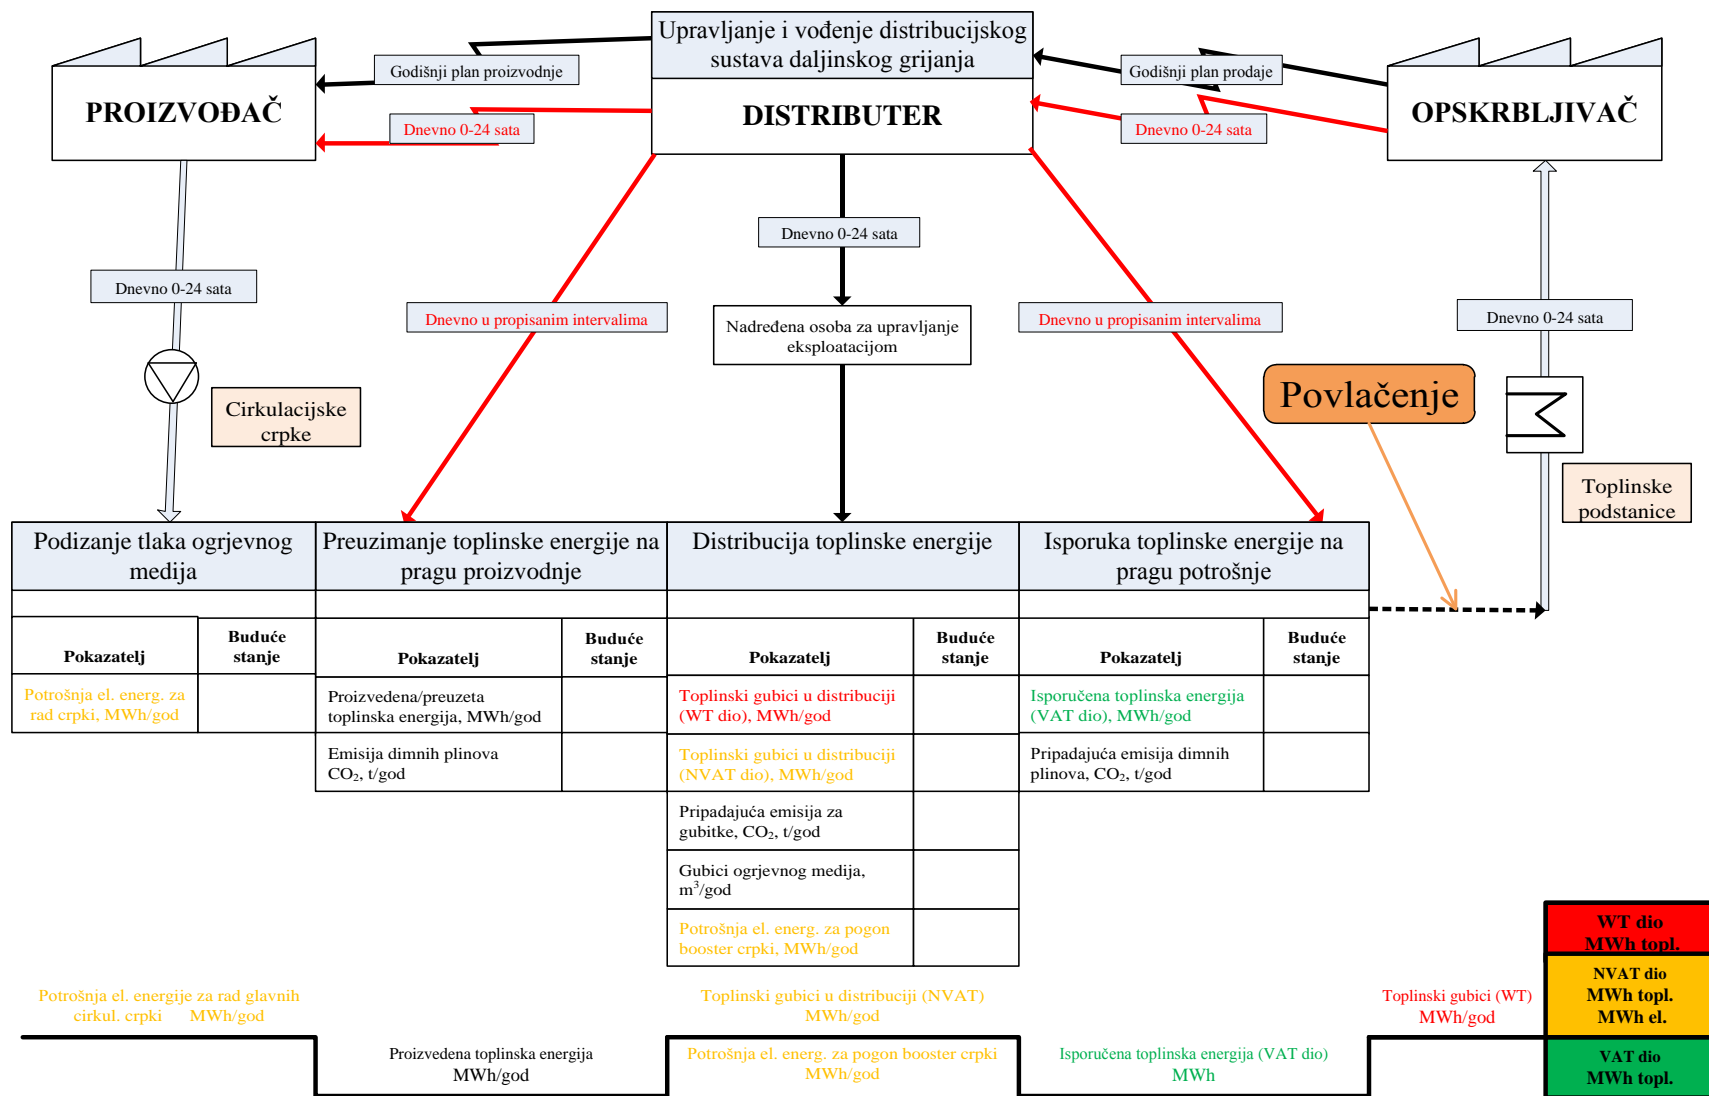 Upravljanje i vođenje distribucijskog
sustava daljinskog grijanja
DISTRIBUTER
PROIZVOĐAČ
OPSKRBLJIVAČ
Godišnji plan proizvodnje
Dnevno 0-24 sata
Godišnji plan prodaje
Dnevno 0-24 sata
Dnevno 0-24 sata
Dnevno 0-24 sata
Dnevno u propisanim intervalima
Nadređena osoba za upravljanje
eksploatacijom
Dnevno u propisanim intervalima
Dnevno 0-24 sata
Cirkulacijske
crpke
Povlačenje
Toplinske
podstanice
Podizanje tlaka ogrjevnog
medija
Pokazatelj
Buduće
stanje
Potrošnja el. energ. za
rad crpki, MWh/god
Preuzimanje toplinske energije na
pragu proizvodnje
Pokazatelj
Buduće
stanje
Proizvedena/preuzeta
toplinska energija, MWh/god
Emisija dimnih plinova
CO₂, t/god
Distribucija toplinske energije
Pokazatelj
Buduće
stanje
Toplinski gubici u distribuciji
(WT dio), MWh/god
Toplinski gubici u distribuciji
(NVAT dio), MWh/god
Pripadajuća emisija za
gubitke, CO₂, t/god
Gubici ogrjevnog medija,
m³/god
Potrošnja el. energ. za pogon
booster crpki, MWh/god
Isporuka toplinske energije na
pragu potrošnje
Pokazatelj
Buduće
stanje
Isporučena toplinska energija
(VAT dio), MWh/god
Pripadajuća emisija dimnih
plinova, CO₂, t/god
Potrošnja el. energije za rad glavnih
cirkul. crpki MWh/god
Proizvedena toplinska energija
MWh/god
Toplinski gubici u distribuciji (NVAT)
MWh/god
Potrošnja el. energ. za pogon booster crpki
MWh/god
Isporučena toplinska energija (VAT dio)
MWh
Toplinski gubici (WT)
MWh/god
WT dio
MWh topl.
NVAT dio
MWh topl.
MWh el.
VAT dio
MWh topl.